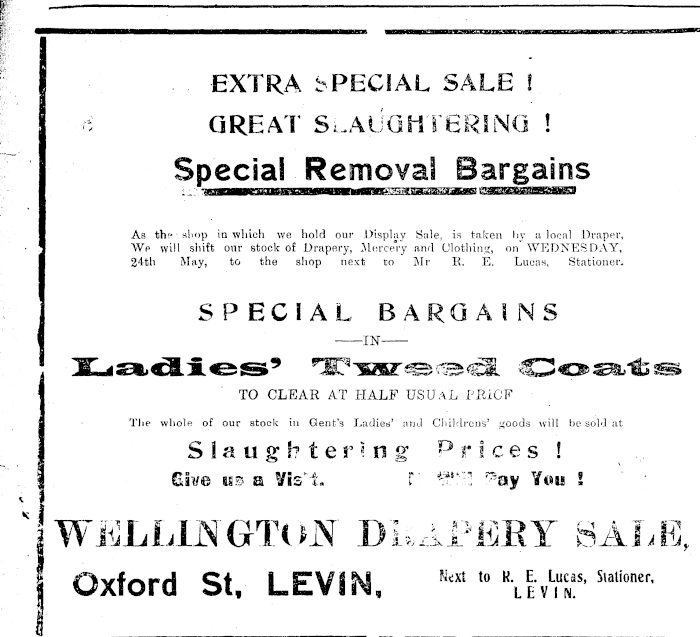 EXTRA SPECIAL SALE !
GREAT SLAUGHTERING !
Special Removal Bargains
As the shop in which we hold our Display Sale, is taken by a local Draper,
We will shift our stock of Drapery, Mercery and Clothing, on WEDNESDAY,
24th May, to the shop next to Mr R. E. Lucas, Stationer.
SPECIAL BARGAINS
—IN—
Ladies' Tweed Coats
TO CLEAR AT HALF USUAL PRICE
The whole of our stock in Gent's Ladies' and Childrens' goods will be sold at
Slaughtering Prices !
Give us a Visit. It Will Pay You !
WELLINGTON DRAPERY SALE,
Oxford St, LEVIN,
Next to R. E. Lucas, Stationer,
LEVIN.